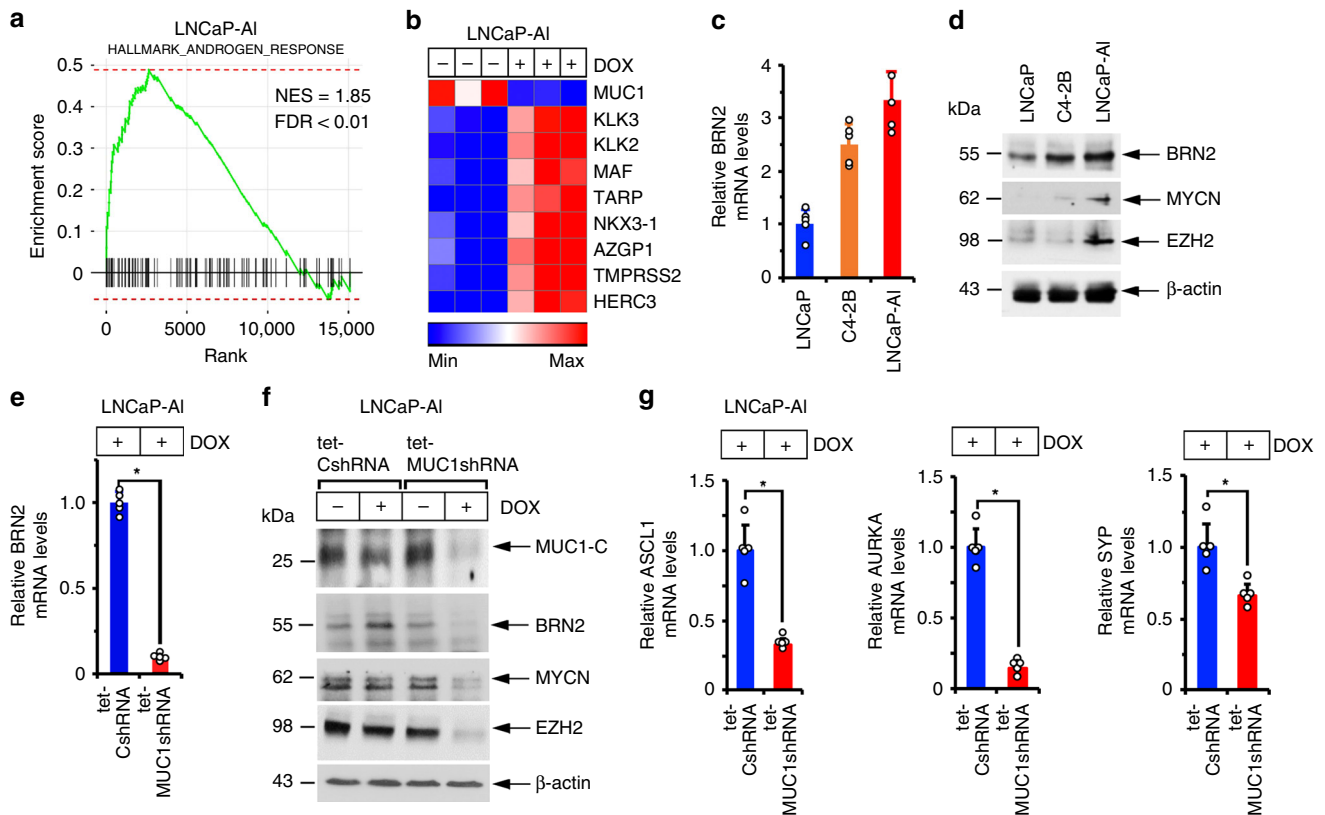 a
LNCaP-AI
HALLMARK_ANDROGEN_RESPONSE
NES = 1.85
FDR < 0.01
Enrichment score
0.5
0.4
0.3
0.2
0.1
0
0 5000 10,000 15,000
Rank
b
LNCaP-AI
– – – + + + DOX
MUC1
KLK3
KLK2
MAF
TARP
NKX3-1
AZGP1
TMPRSS2
HERC3
Min Max
c
Relative BRN2
mRNA levels
4
3
2
1
0
LNCaP
C4-2B
LNCaP-AI
d
kDa
LNCaP
C4-2B
LNCaP-AI
55 BRN2
62 MYCN
98 EZH2
43 β-actin
e
LNCaP-AI
+ + DOX
Relative BRN2
mRNA levels
*
1.0
0.5
0
tet-
CshRNA
tet-
MUC1shRNA
f
LNCaP-AI
tet-
CshRNA
tet-
MUC1shRNA
kDa
– + – + DOX
25 MUC1-C
55 BRN2
62 MYCN
98 EZH2
43 β-actin
g
LNCaP-AI
+ + DOX
Relative ASCL1
mRNA levels
*
1.5
1.0
0.5
0
tet-
CshRNA
tet-
MUC1shRNA
+ + DOX
Relative AURKA
mRNA levels
*
1.5
1.0
0.5
0
tet-
CshRNA
tet-
MUC1shRNA
+ + DOX
Relative SYP
mRNA levels
*
1.5
1.0
0.5
0
tet-
CshRNA
tet-
MUC1shRNA